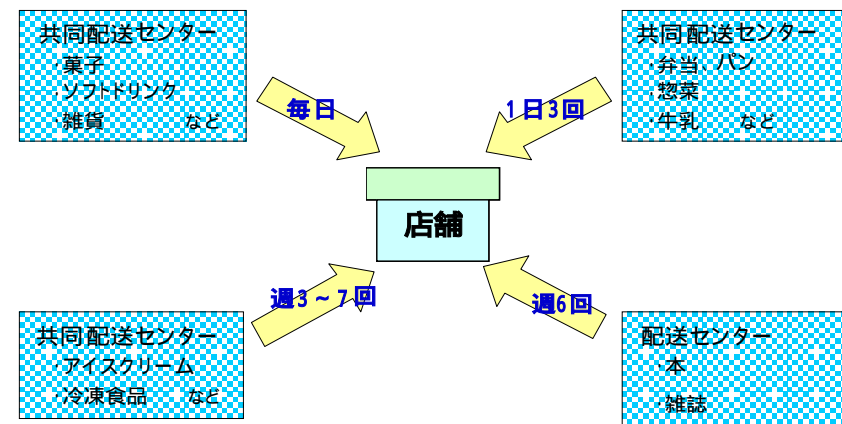 共同配送センター
・菓子
・ソフトドリンク
・雑貨 など
毎日
共同配送センター
・弁当、パン
・惣菜
・牛乳 など
1日3回
店舗
共同配送センター
・アイスクリーム
・冷凍食品 など
週3～7回
配送センター
・本
・雑誌
週6回